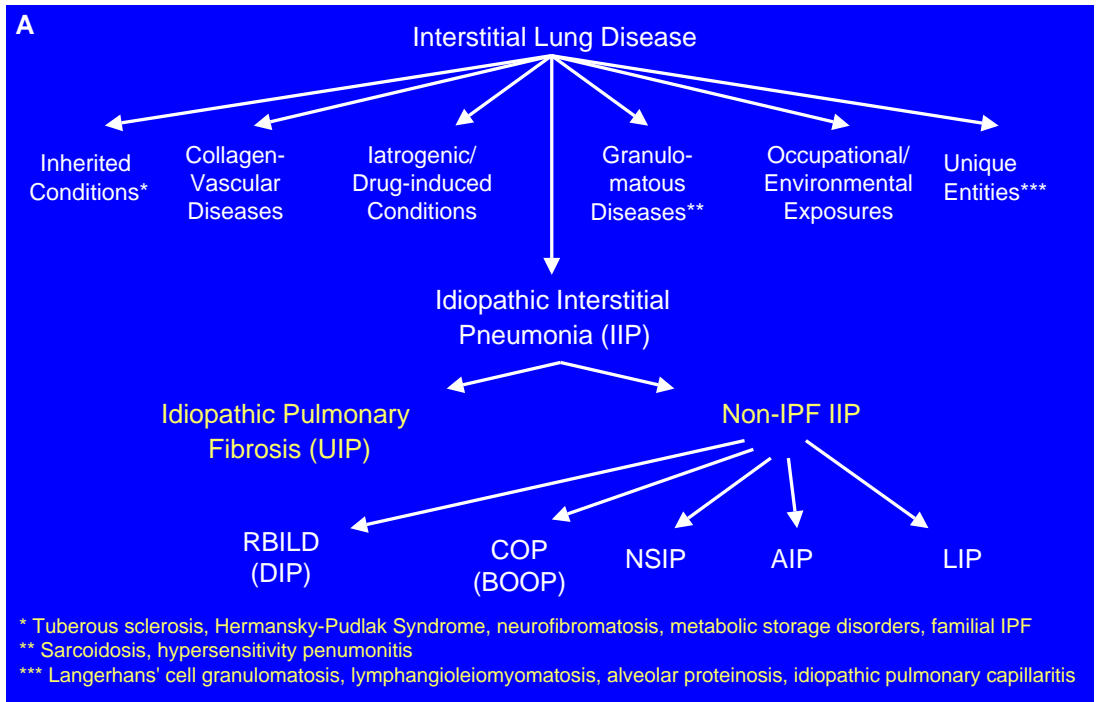 A
Interstitial Lung Disease
Inherited
Conditions*
Collagen-
Vascular
Diseases
Iatrogenic/
Drug-induced
Conditions
Granulo-
matous
Diseases**
Occupational/
Environmental
Exposures
Unique
Entities***
Idiopathic Interstitial
Pneumonia (IIP)
Idiopathic Pulmonary
Fibrosis (UIP)
Non-IPF IIP
RBILD
(DIP)
COP
(BOOP)
NSIP
AIP
LIP
* Tuberous sclerosis, Hermansky-Pudlak Syndrome, neurofibromatosis, metabolic storage disorders, familial IPF
** Sarcoidosis, hypersensitivity penumonitis
*** Langerhans' cell granulomatosis, lymphangioleiomyomatosis, alveolar proteinosis, idiopathic pulmonary capillaritis